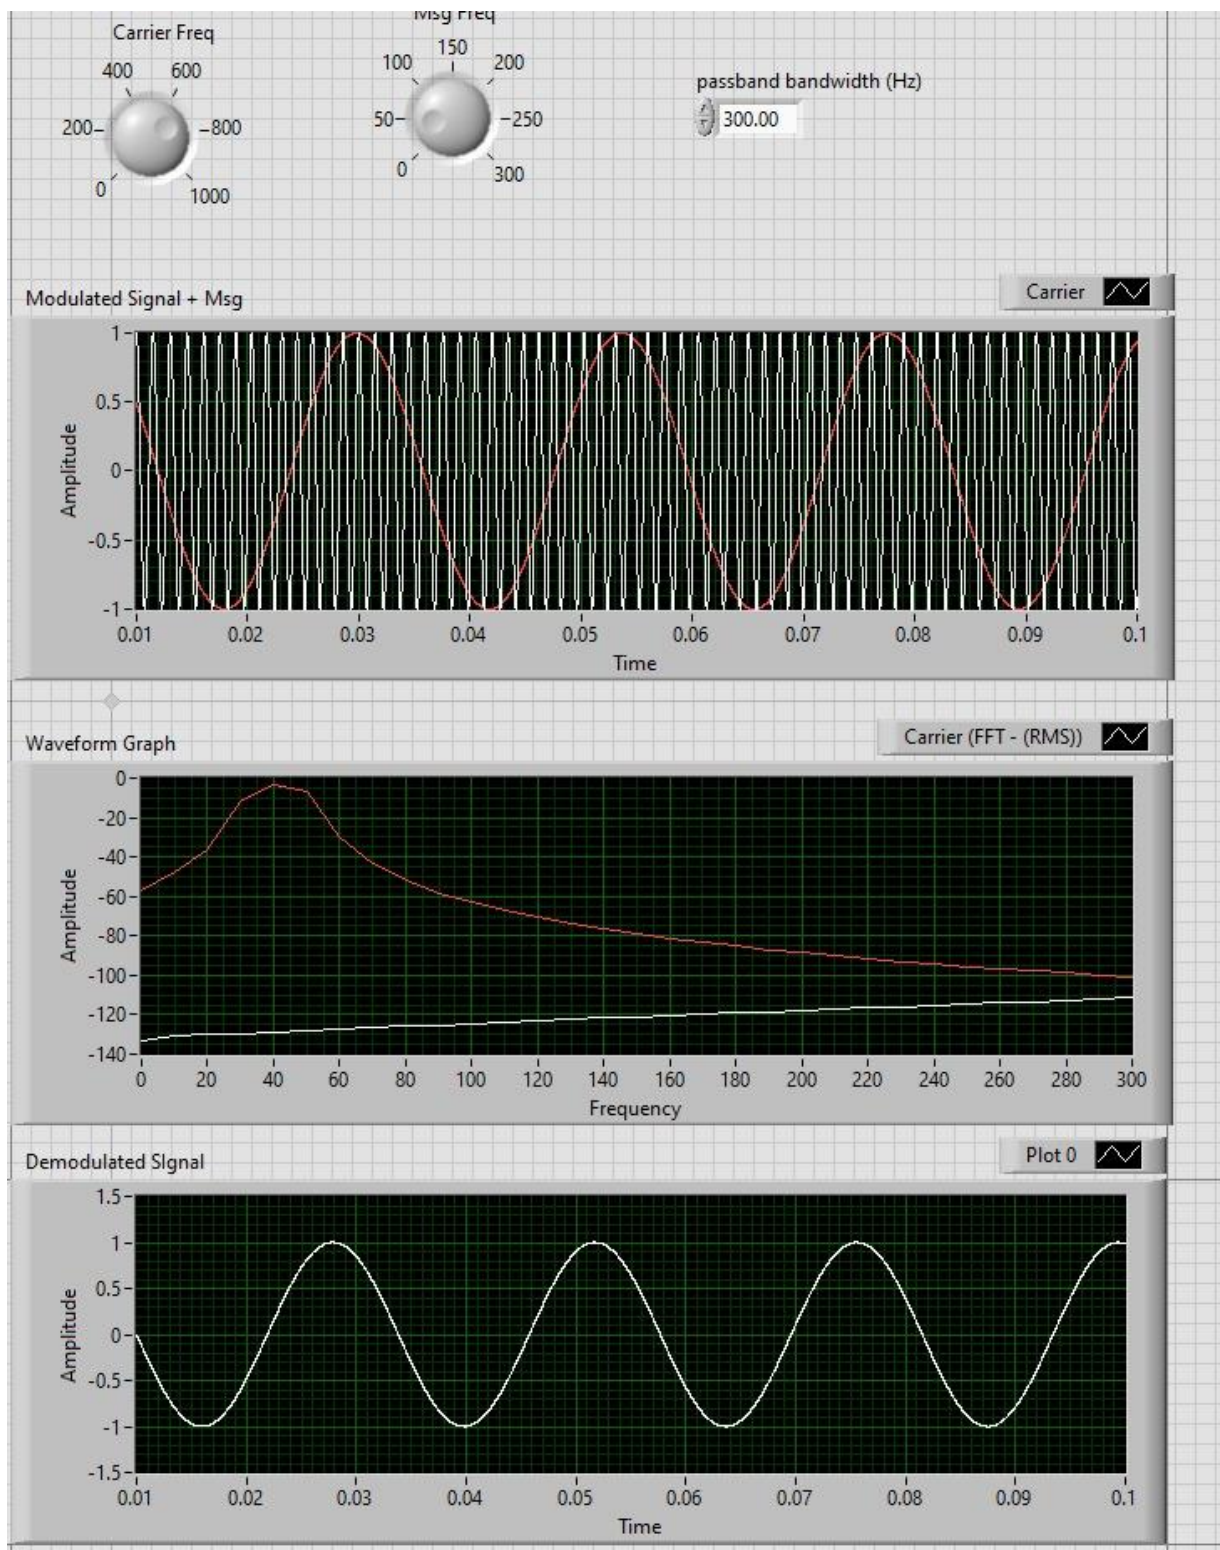 Carrier Freq
Msg Freq
400 600
200 800
0 1000
100 150 200
50 250
0 300
passband bandwidth (Hz)
300.00
Modulated Signal + Msg
Carrier
1
0.5
0
-0.5
-1
Amplitude
0.01 0.02 0.03 0.04 0.05 0.06 0.07 0.08 0.09 0.1
Time
Waveform Graph
Carrier (FFT - (RMS))
0
-20
-40
-60
-80
-100
-120
-140
Amplitude
0 20 40 60 80 100 120 140 160 180 200 220 240 260 280 300
Frequency
Demodulated SIgnal
Plot 0
1.5
1
0.5
0
-0.5
-1
-1.5
Amplitude
0.01 0.02 0.03 0.04 0.05 0.06 0.07 0.08 0.09 0.1
Time